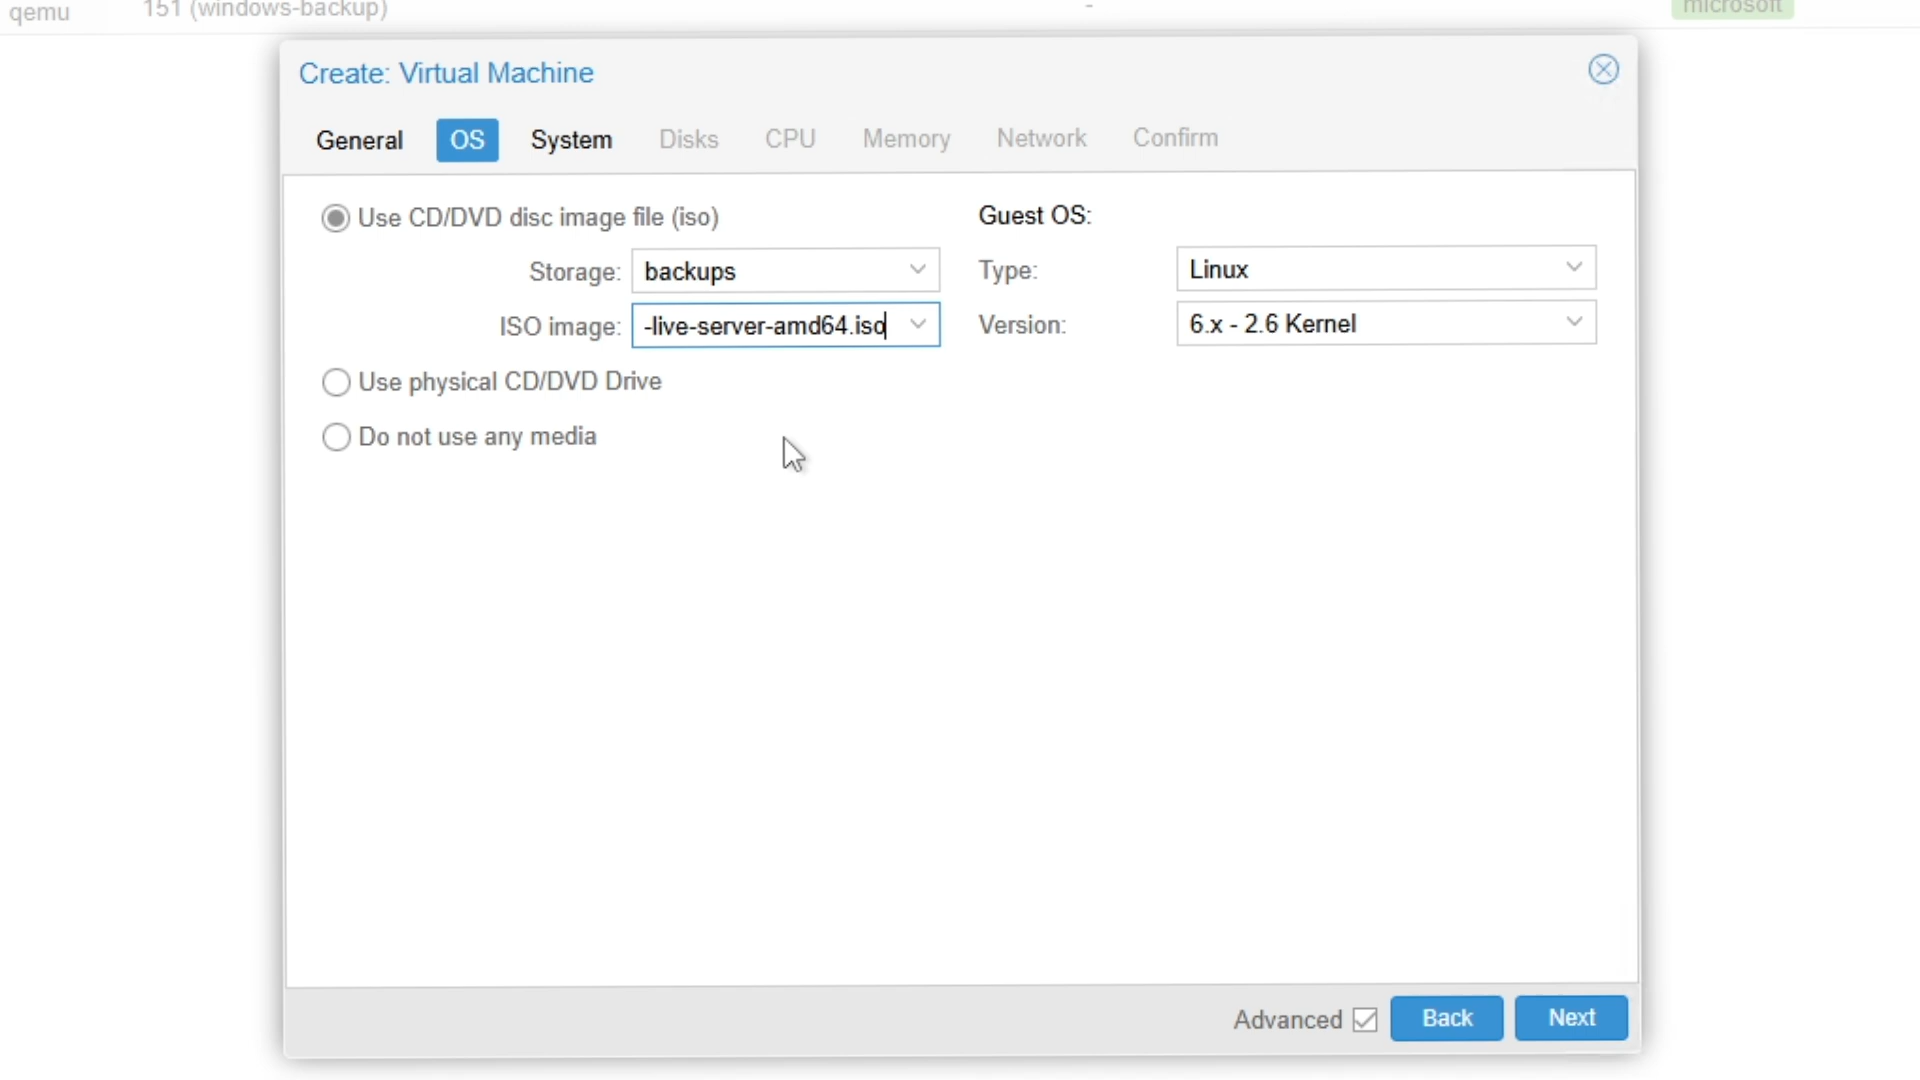 qemu 151 (windows-backup) - microsoft
Create: Virtual Machine
General OS System Disks CPU Memory Network Confirm
Use CD/DVD disc image file (iso)
Guest OS:
Storage: backups
Type: Linux
ISO image: -live-server-amd64.iso
Version: 6.x - 2.6 Kernel
Use physical CD/DVD Drive
Do not use any media
Advanced Back Next